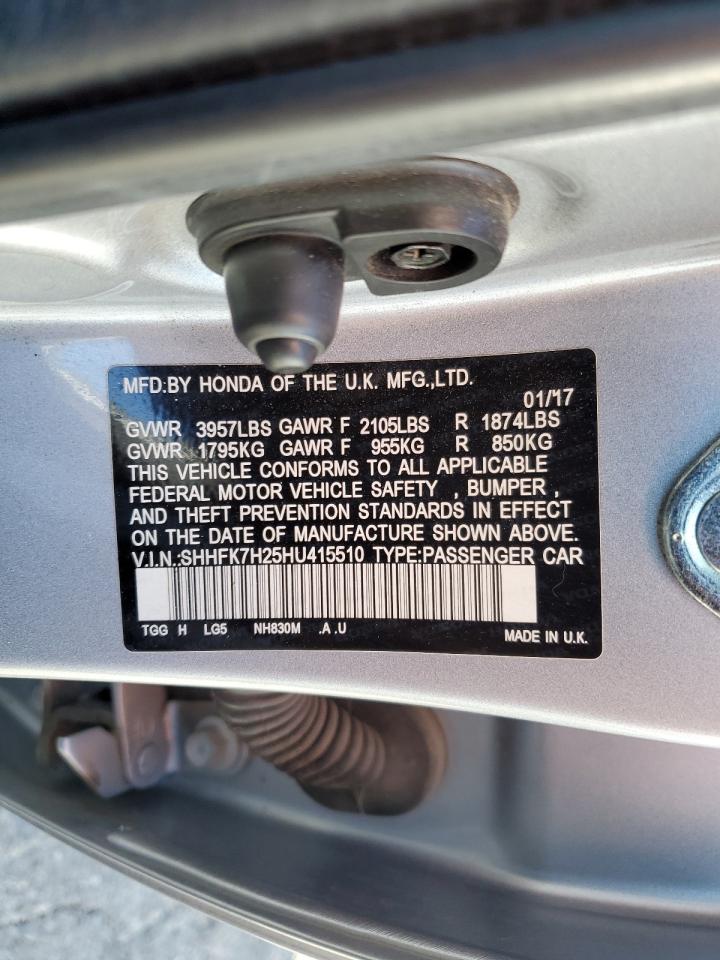 MFD.BY HONDA OF THE U.K. MFG.,LTD.
01/17
GVWR 3957LBS GAWR F 2105LBS R 1874LBS
GVWR 1795KG GAWR F 955KG R 850KG
THIS VEHICLE CONFORMS TO ALL APPLICABLE
FEDERAL MOTOR VEHICLE SAFETY , BUMPER ,
AND THEFT PREVENTION STANDARDS IN EFFECT
ON THE DATE OF MANUFACTURE SHOWN ABOVE.
V.I.N.:SHHFK7H25HU415510 TYPE:PASSENGER CAR
TGG H LG5 NH830M .A .U
MADE IN U.K.